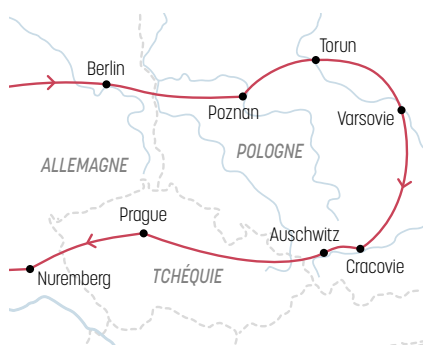 Torun
Berlin
Poznan
Varsovie
ALLEMAGNE
POLOGNE
Prague
Auschwitz
Cracovie
Nuremberg
TCHÉQUIE